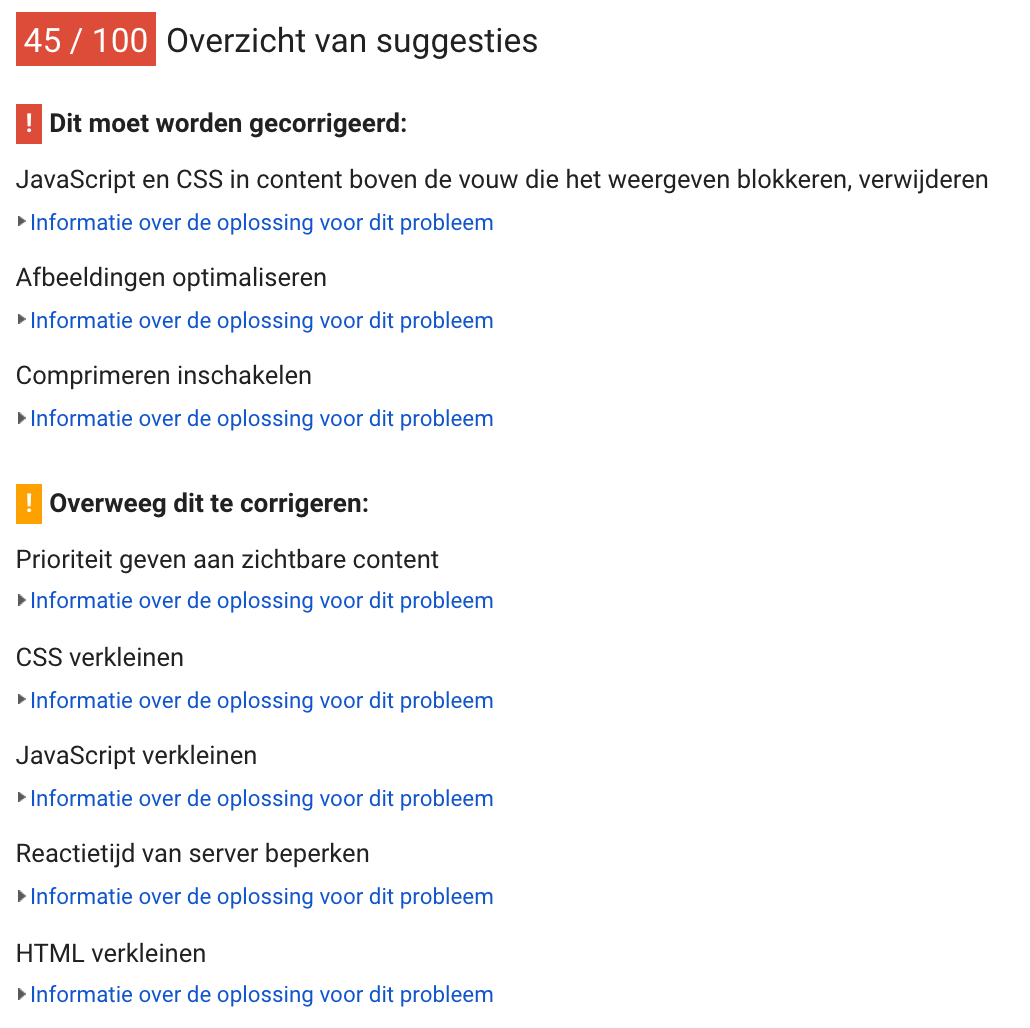 45 / 100 Overzicht van suggesties
! Dit moet worden gecorrigeerd:
JavaScript en CSS in content boven de vouw die het weergeven blokkeren, verwijderen
Informatie over de oplossing voor dit probleem
Afbeeldingen optimaliseren
Informatie over de oplossing voor dit probleem
Comprimeren inschakelen
Informatie over de oplossing voor dit probleem
! Overweeg dit te corrigeren:
Prioriteit geven aan zichtbare content
Informatie over de oplossing voor dit probleem
CSS verkleinen
Informatie over de oplossing voor dit probleem
JavaScript verkleinen
Informatie over de oplossing voor dit probleem
Reactietijd van server beperken
Informatie over de oplossing voor dit probleem
HTML verkleinen
Informatie over de oplossing voor dit probleem